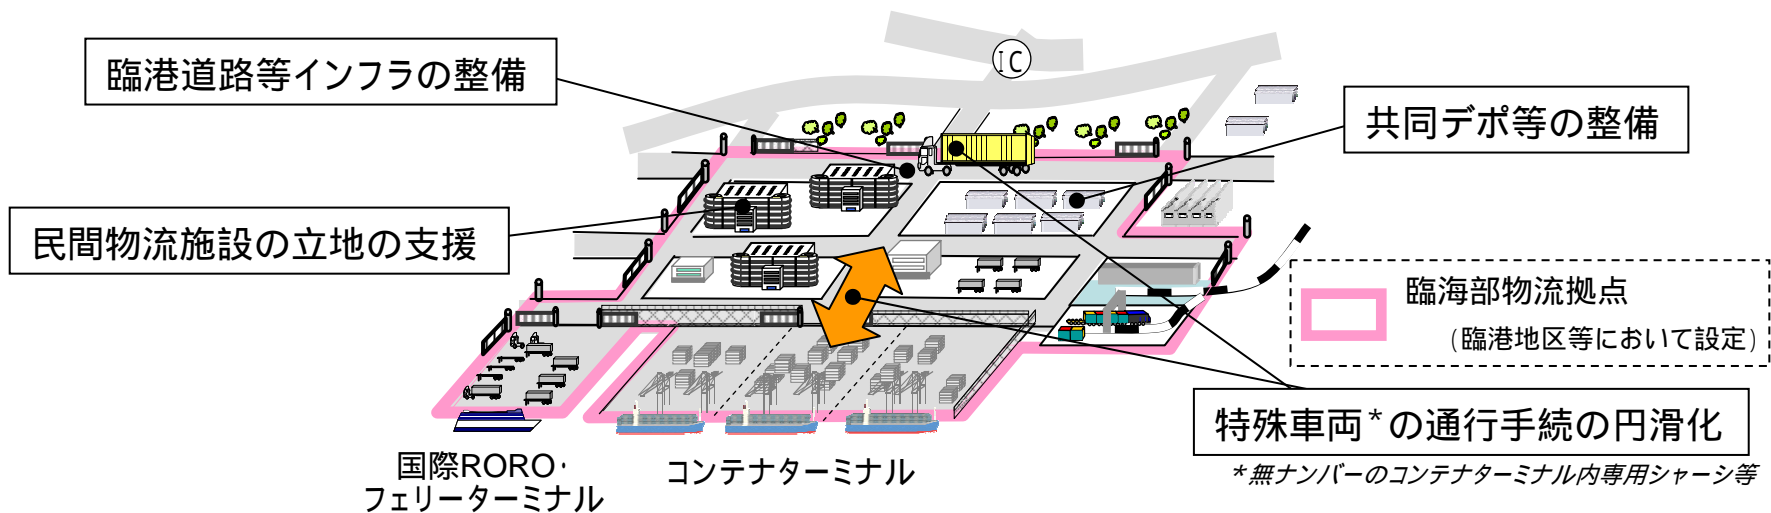 IC
臨港道路等インフラの整備
共同デポ等の整備
民間物流施設の立地の支援
臨海部物流拠点
(臨港地区等において設定)
特殊車両*の通行手続の円滑化
*無ナンバーのコンテナターミナル内専用シャーシ等
国際RORO・
フェリーターミナル
コンテナターミナル